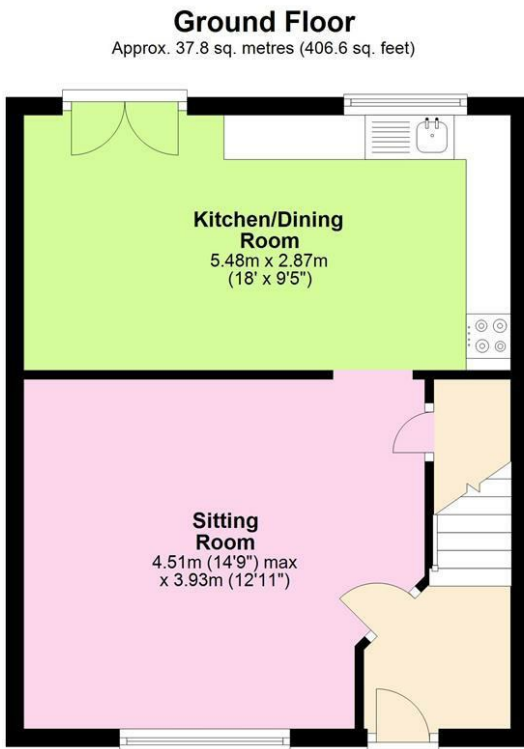 Ground Floor
Approx. 37.8 sq. metres (406.6 sq. feet)
Kitchen/Dining
Room
5.48m x 2.87m
(18' x 9'5")
Sitting
Room
4.51m (14'9") max
x 3.93m (12'11")